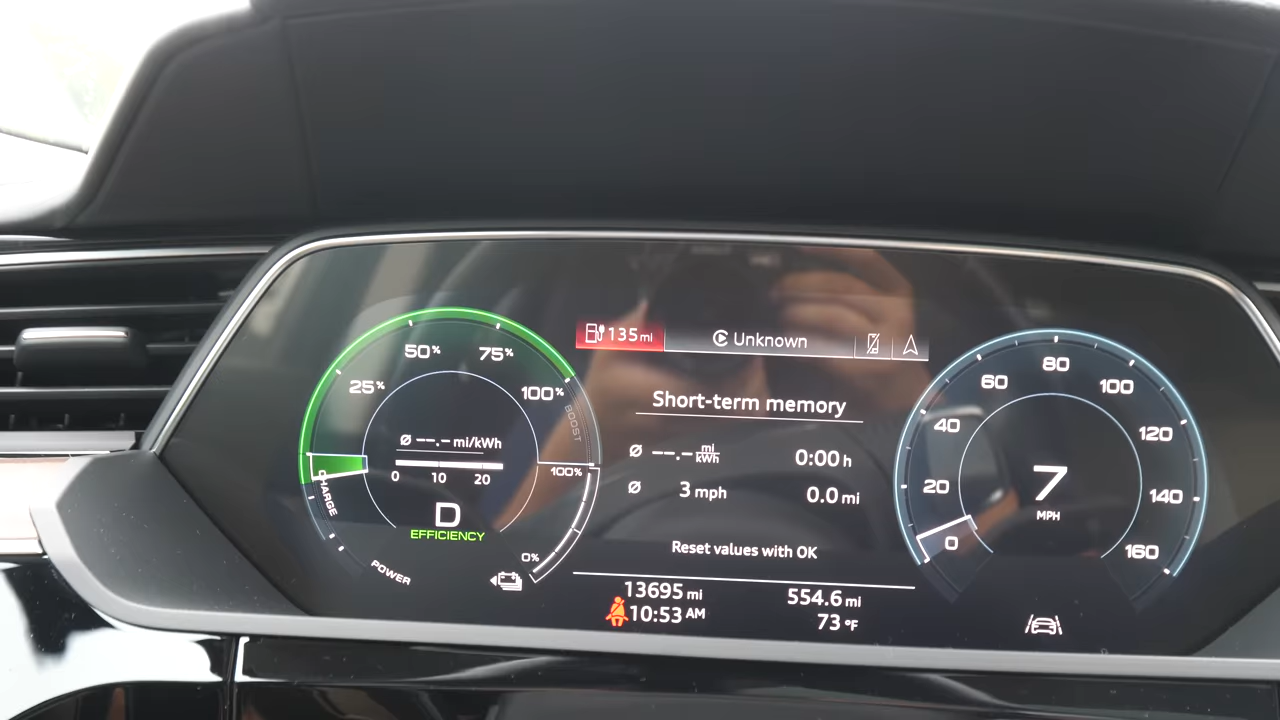 50% 75%
25% 100%
BOOST
Ø --.- mi/kWh
0 10 20
100%
CHARGE
D
EFFICIENCY
0%
POWER
135 mi Unknown
Short-term memory
Ø --.- mi/kWh 0:00 h
Ø 3 mph 0.0 mi
Reset values with OK
13695 mi 554.6 mi
10:53 AM 73 °F
80
60 100
40 120
20 140
0 160
7
MPH